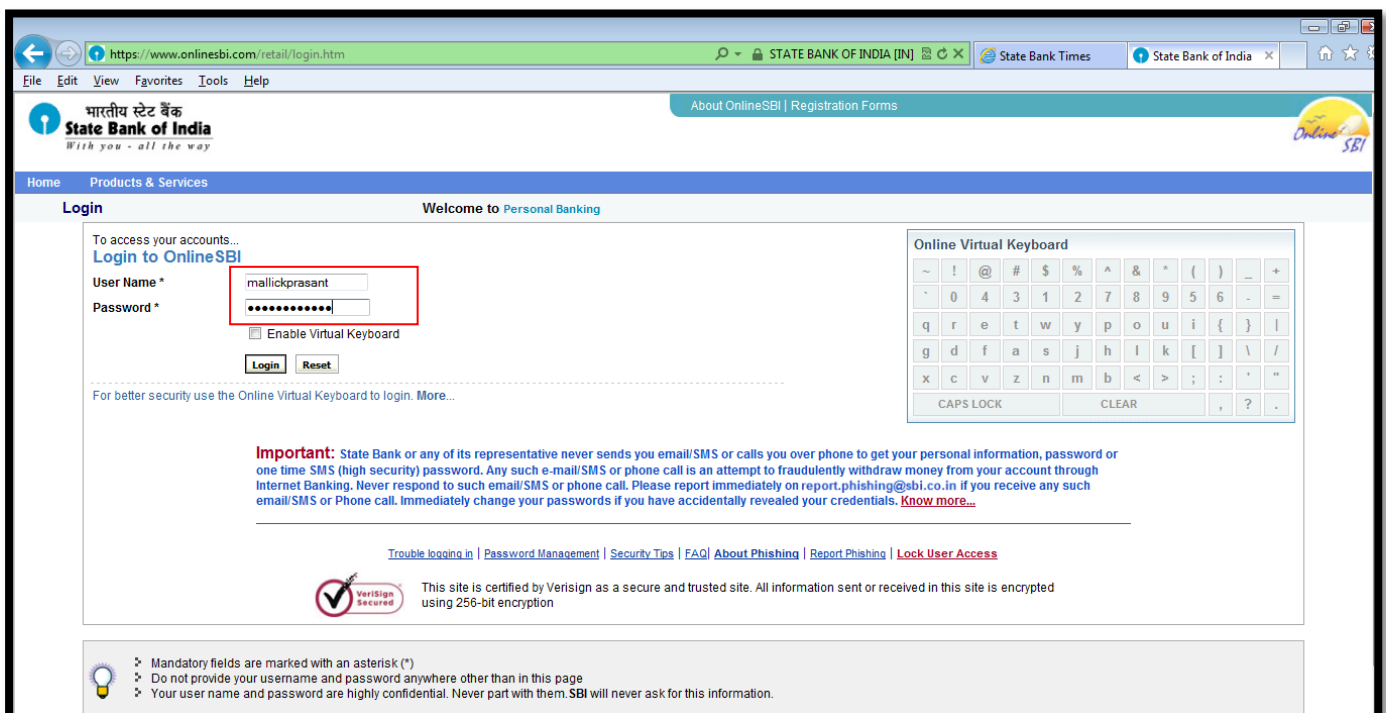 https://www.onlinesbi.com/retail/login.htm
STATE BANK OF INDIA [IN]
State Bank Times
State Bank of India
File Edit View Favorites Tools Help
भारतीय स्टेट बैंक
State Bank of India
With you - all the way
About OnlineSBI | Registration Forms
Online SBI
Home Products & Services
Login
Welcome to Personal Banking
To access your accounts...
Login to OnlineSBI
User Name * mallickprasant
Password * ••••••••••••
Enable Virtual Keyboard
Login Reset
For better security use the Online Virtual Keyboard to login. More...
Online Virtual Keyboard
~ ! @ # $ % ^ & * ( ) _ +
` 0 4 3 1 2 7 8 9 5 6 - =
q r e t w y p o u i { } |
g d f a s j h l k [ ] \ /
x c v z n m b < > ; : ' "
CAPS LOCK CLEAR , ? .
Important: State Bank or any of its representative never sends you email/SMS or calls you over phone to get your personal information, password or
one time SMS (high security) password. Any such e-mail/SMS or phone call is an attempt to fraudulently withdraw money from your account through
Internet Banking. Never respond to such email/SMS or phone call. Please report immediately on report.phishing@sbi.co.in if you receive any such
email/SMS or Phone call. Immediately change your passwords if you have accidentally revealed your credentials. Know more...
Trouble logging in | Password Management | Security Tips | FAQ| About Phishing | Report Phishing | Lock User Access
VeriSign
Secured
This site is certified by Verisign as a secure and trusted site. All information sent or received in this site is encrypted
using 256-bit encryption
Mandatory fields are marked with an asterisk (*)
Do not provide your username and password anywhere other than in this page
Your user name and password are highly confidential. Never part with them.SBI will never ask for this information.